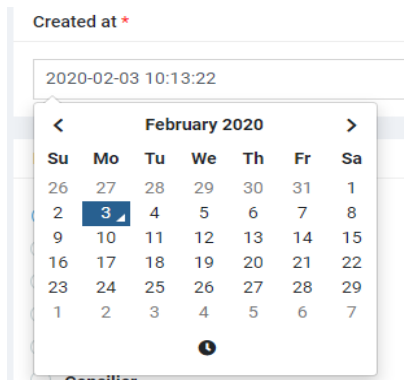 Created at *
2020-02-03 10:13:22
February 2020
Su Mo Tu We Th Fr Sa
26 27 28 29 30 31 1
2 3 4 5 6 7 8
9 10 11 12 13 14 15
16 17 18 19 20 21 22
23 24 25 26 27 28 29
1 2 3 4 5 6 7